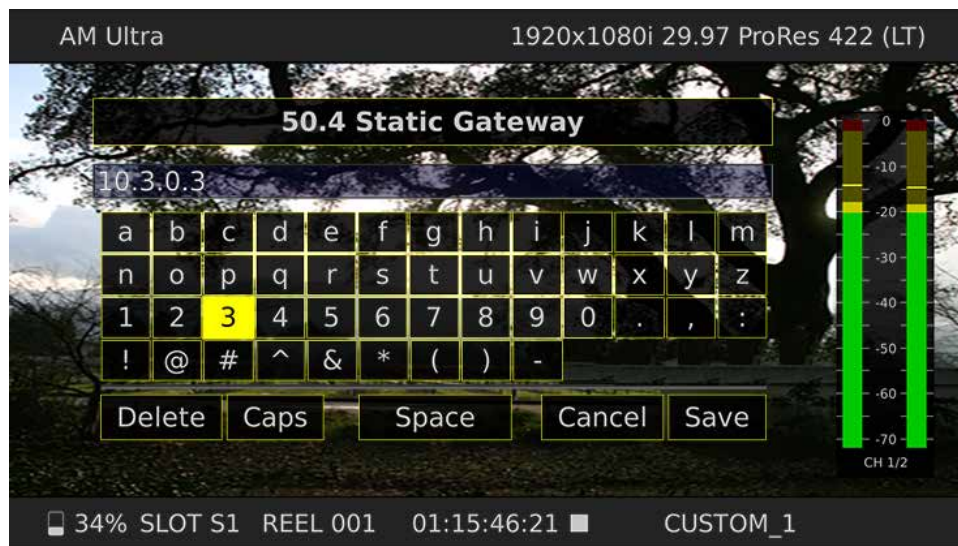 AM Ultra 1920x1080i 29.97 ProRes 422 (LT)
50.4 Static Gateway
10.3.0.3
a b c d e f g h i j k l m
n o p q r s t u v w x y z
1 2 3 4 5 6 7 8 9 0 . , :
! @ # ^ & * ( ) -
Delete Caps Space Cancel Save
0
-10
-20
-30
-40
-50
-60
-70
CH 1/2
34% SLOT S1 REEL 001 01:15:46:21 CUSTOM_1